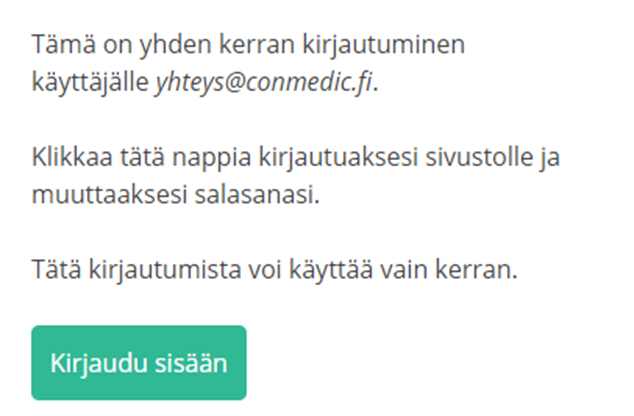 Tämä on yhden kerran kirjautuminen
käyttäjälle yhteys@conmedic.fi.
Klikkaa tätä nappia kirjautuaksesi sivustolle ja
muuttaaksesi salasanasi.
Tätä kirjautumista voi käyttää vain kerran.
Kirjaudu sisään